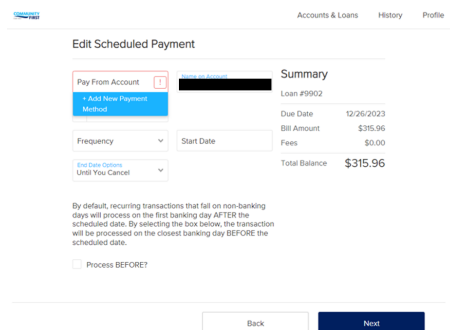 COMMUNITY
FIRST
Accounts & Loans History Profile
Edit Scheduled Payment
Pay From Account 1
+ Add New Payment
Method
Name on Account
Frequency
Start Date
End Date Options
Until You Cancel
Summary
Loan #9902
Due Date 12/26/2023
Bill Amount $315.96
Fees $0.00
Total Balance $315.96
By default, recurring transactions that fall on non-banking
days will process on the first banking day AFTER the
scheduled date. By selecting the box below, the transaction
will be processed on the closest banking day BEFORE the
scheduled date.
Process BEFORE?
Back
Next